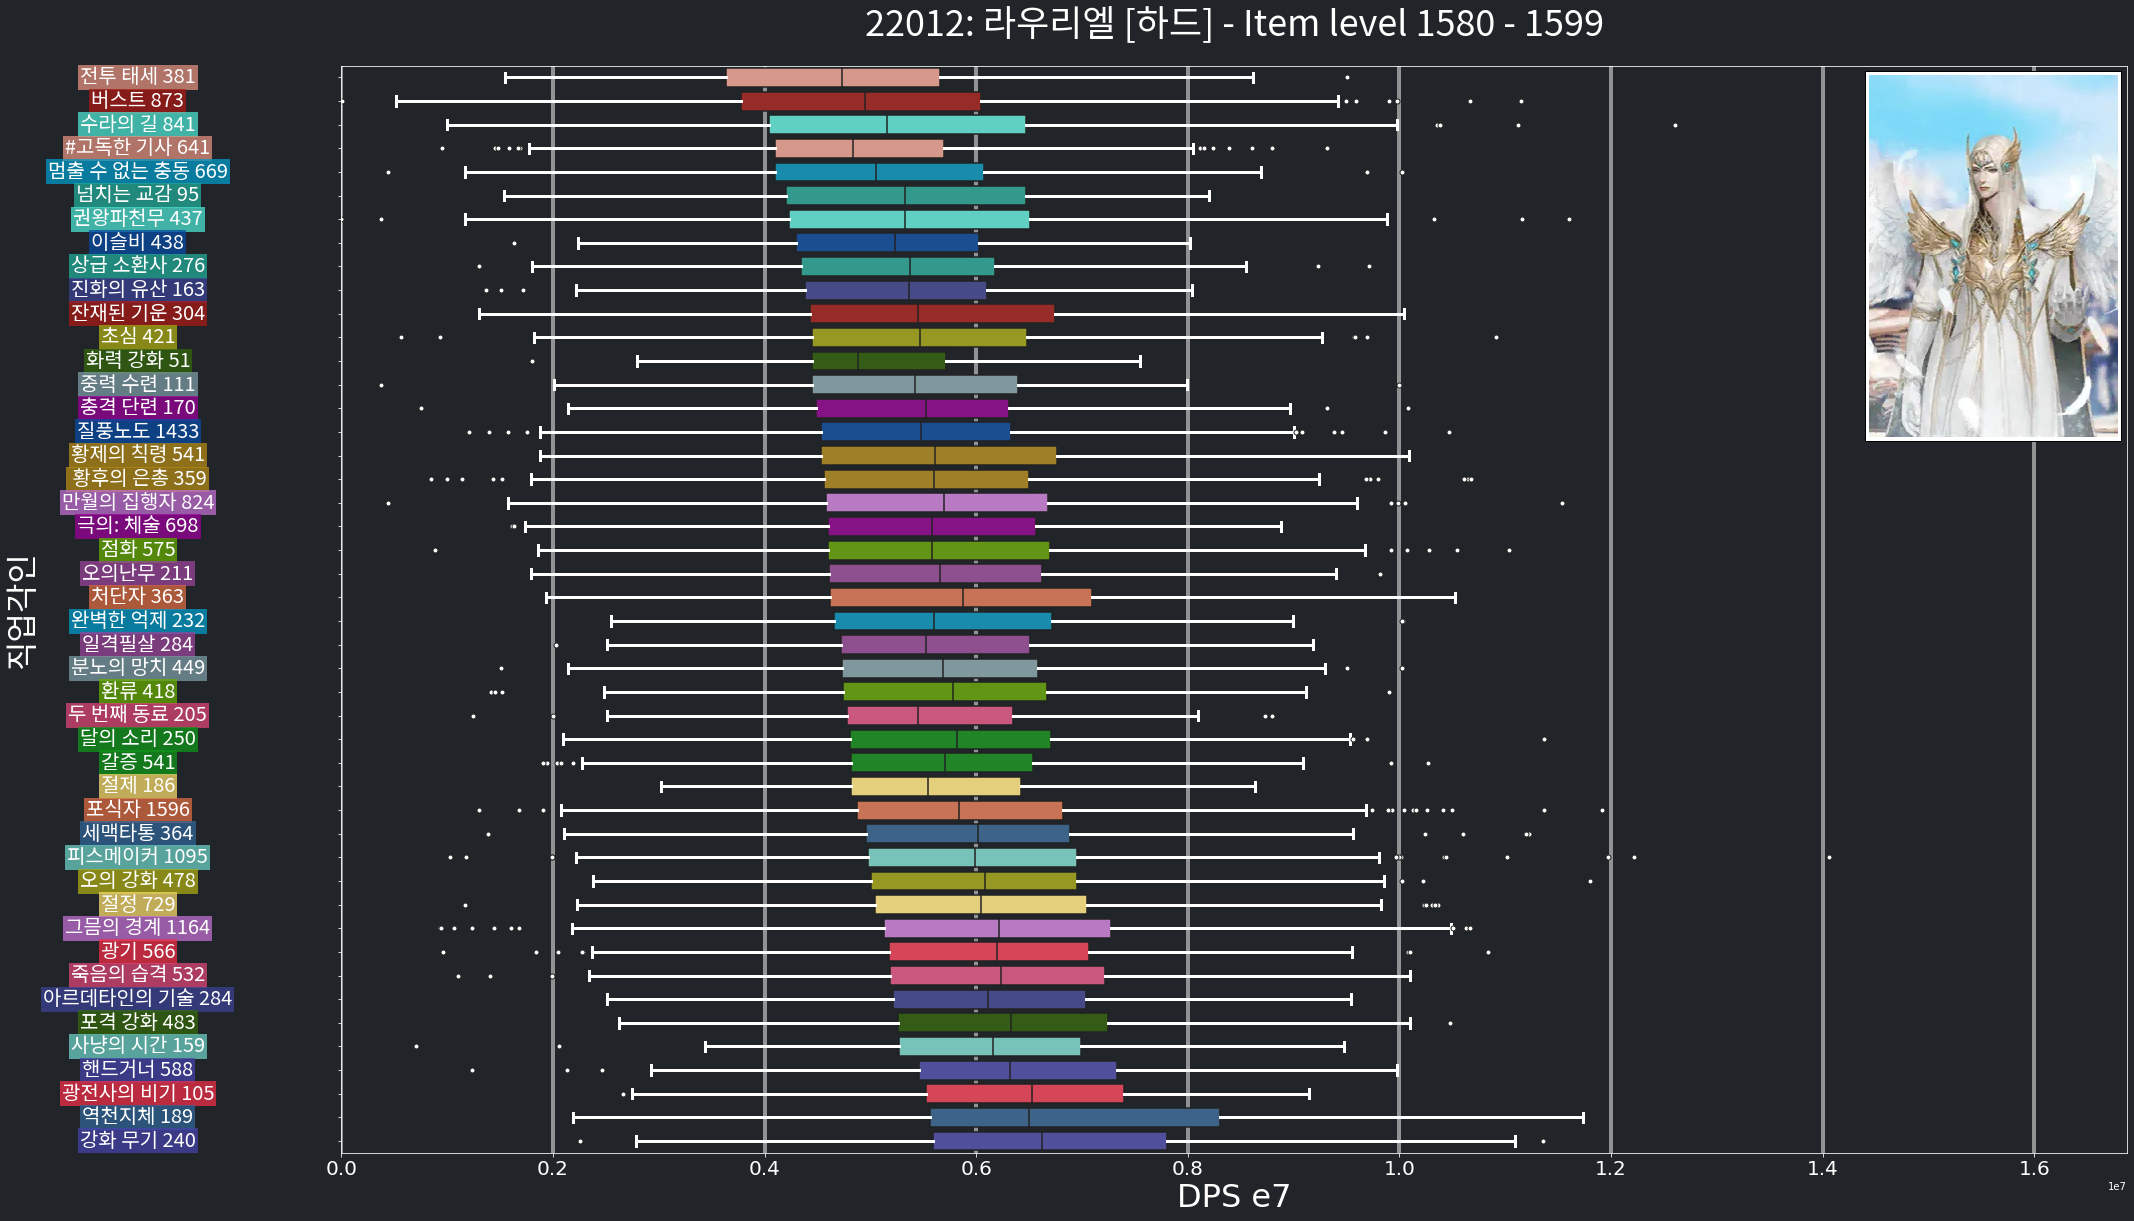 22012: 라우리엘 [하드] - Item level 1580 - 1599
직업각인
전투 태세 381
버스트 873
수라의 길 841
#고독한 기사 641
멈출 수 없는 충동 669
넘치는 교감 95
권왕파천무 437
이슬비 438
상급 소환사 276
진화의 유산 163
잔재된 기운 304
초심 421
화력 강화 51
중력 수련 111
충격 단련 170
질풍노도 1433
황제의 칙령 541
황후의 은총 359
만월의 집행자 824
극의: 체술 698
점화 575
오의난무 211
처단자 363
완벽한 억제 232
일격필살 284
분노의 망치 449
환류 418
두 번째 동료 205
달의 소리 250
갈증 541
절제 186
포식자 1596
세맥타통 364
피스메이커 1095
오의 강화 478
절정 729
그믐의 경계 1164
광기 566
죽음의 습격 532
아르데타인의 기술 284
포격 강화 483
사냥의 시간 159
핸드거너 588
광전사의 비기 105
역천지체 189
강화 무기 240
0.0 0.2 0.4 0.6 0.8 1.0 1.2 1.4 1.6
1e7
DPS e7